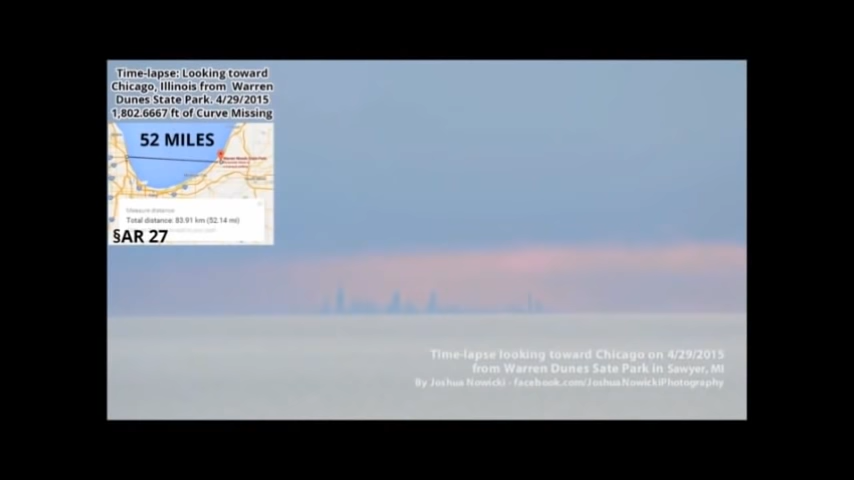 Time-lapse: Looking toward
Chicago, Illinois from Warren
Dunes State Park. 4/29/2015
1,802.6667 ft of Curve Missing
52 MILES
Measure distance
Total distance: 83.91 km (52.14 mi)
§AR 27
Time-lapse looking toward Chicago on 4/29/2015
from Warren Dunes Sate Park in Sawyer, MI
By Joshua Nowicki - facebook.com/JoshuaNowickiPhotography